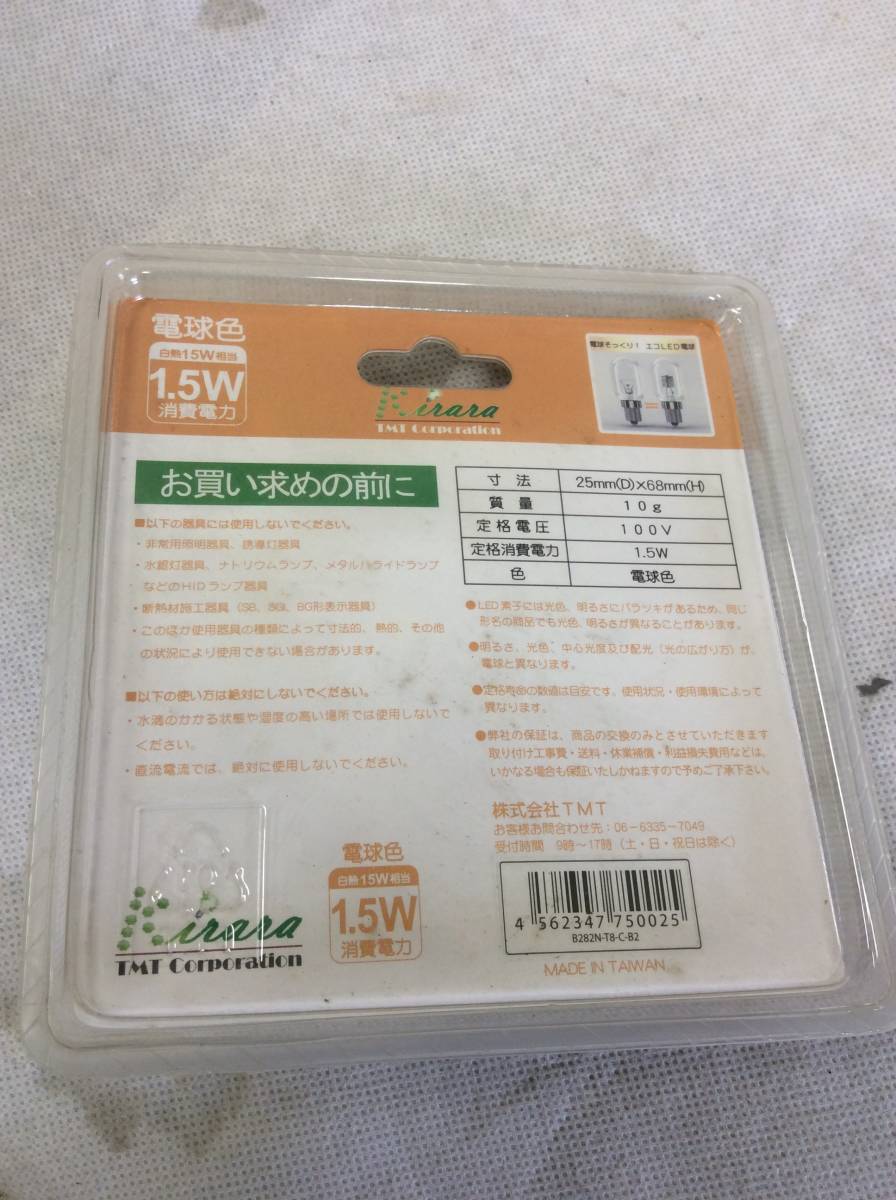 電球色
白熱15W相当
1.5W
消費電力
Kirara
TMT Corporation
電球そっくり! エコLED電球
お買い求めの前に
■以下の器具には使用しないでください。
・非常用照明器具、誘導灯器具
・水銀灯器具、ナトリウムランプ、メタルハライドランプ
などのHIDランプ器具
・断熱材施工器具(SB、SGI、SG形表示器具)
・このほか使用器具の種類によって寸法的、熱的、その他
の状況により使用できない場合があります。
■以下の使い方は絶対にしないでください。
・水滴のかかる状態や湿度の高い場所では使用しないで
ください。
・直流電流では、絶対に使用しないでください。
寸法 25mm(D)×68mm(H)
質量 10g
定格電圧 100V
定格消費電力 1.5W
色 電球色
●LED素子には光色、明るさにバラツキがあるため、同じ
形名の商品でも光色、明るさが異なることがあります。
●明るさ、光色、中心光度及び配光(光の広がり方)が、
電球と異なります。
●定格寿命の数値は目安です。使用状況・使用環境によって
異なります。
●弊社の保証は、商品の交換のみとさせていただきます
取り付け工事費・送料・休業補償・利益損失費用などは、
いかなる場合も保証いたしかねますので予めご了承下さい。
株式会社TMT
お客様お問合わせ先:06-6335-7049
受付時間 9時~17時(土・日・祝日は除く)
4 562347 750025
B282N-T8-C-B2
MADE IN TAIWAN
Kirara
TMT Corporation
電球色
白熱15W相当
1.5W
消費電力